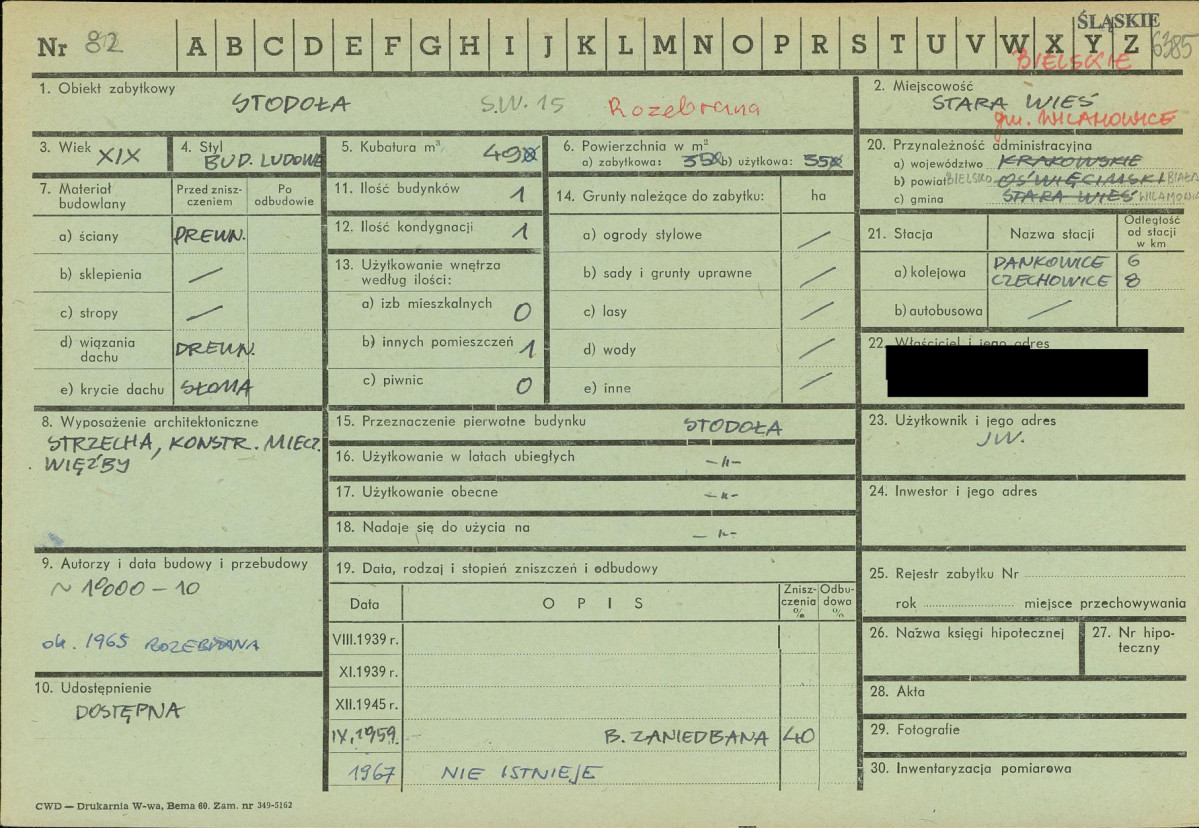 Nr 82 A B C D E F G H I J K L M N O P R S T U V W X Y Z
ŚLĄSKIE
6385
BIELSKIE
1. Obiekt zabytkowy
STODOŁA S.W. 15 Rozebrana
2. Miejscowość
STARA WIEŚ
gm. WILAMOWICE
3. Wiek XIX
4. Styl
BUD. LUDOWE
5. Kubatura m³ 490
6. Powierzchnia w m²
a) zabytkowa: 350 b) użytkowa: 350
20. Przynależność administracyjna
a) województwo KRAKOWSKIE
b) powiat BIELSKO OŚWIĘCIMSKI BIAŁA
c) gmina STARA WIEŚ WILAMOWICE
7. Materiał budowlany
Przed zniszczeniem
Po odbudowie
a) ściany DREWN.
b) sklepienia —
c) stropy —
d) wiązania dachu DREWN.
e) krycie dachu SŁOMA
11. Ilość budynków 1
12. Ilość kondygnacji 1
13. Użytkowanie wnętrza
według ilości:
a) izb mieszkalnych 0
b) innych pomieszczeń 1
c) piwnic 0
14. Grunty należące do zabytku: ha
a) ogrody stylowe —
b) sady i grunty uprawne —
c) lasy —
d) wody —
e) inne —
21. Stacja Nazwa stacji Odległość od stacji w km
a) kolejowa DANKOWICE 6
CZECHOWICE 8
b) autobusowa —
22. Właściciel i jego adres
8. Wyposażenie architektoniczne
STRZECHA, KONSTR. MIECZ.
WIĘŹBY
15. Przeznaczenie pierwotne budynku STODOŁA
16. Użytkowanie w latach ubiegłych —"—
17. Użytkowanie obecne —"—
18. Nadaje się do użycia na —"—
23. Użytkownik i jego adres
JW.
24. Inwestor i jego adres
9. Autorzy i data budowy i przebudowy
ok. 1965 ROZEBRANA
10. Udostępnienie
DOSTĘPNA
19. Data, rodzaj i stopień zniszczeń i odbudowy
Data OPIS Zniszczenia % Odbudowa %
VIII.1939 r.
XI.1939 r.
XII.1945 r.
IX.1959. B. ZANIEDBANA 40
1967 NIE ISTNIEJE
25. Rejestr zabytku Nr
rok miejsce przechowywania
26. Nazwa księgi hipotecznej
27. Nr hipoteczny
28. Akta
29. Fotografie
30. Inwentaryzacja pomiarowa
CWD — Drukarnia W-wa, Bema 60. Zam. nr 349-5162